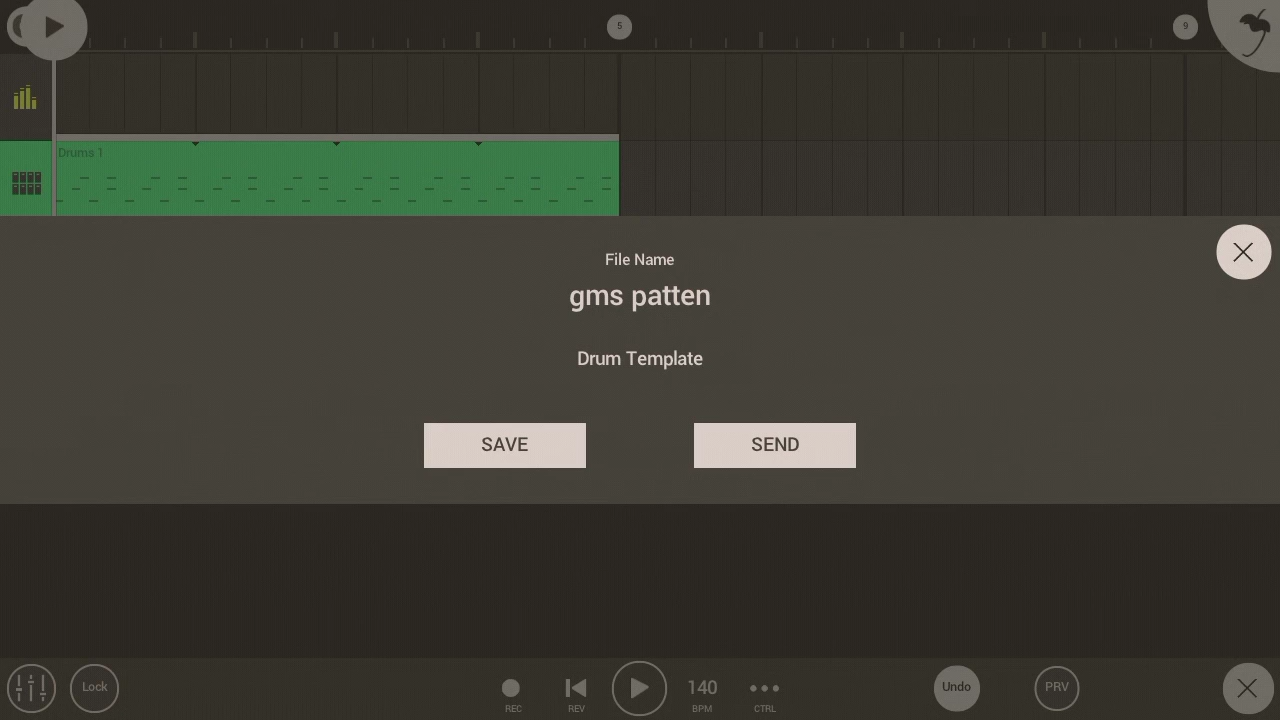 5
9
Drums 1
File Name
gms patten
Drum Template
SAVE
SEND
Lock
REC
REV
140
BPM
CTRL
Undo
PRV